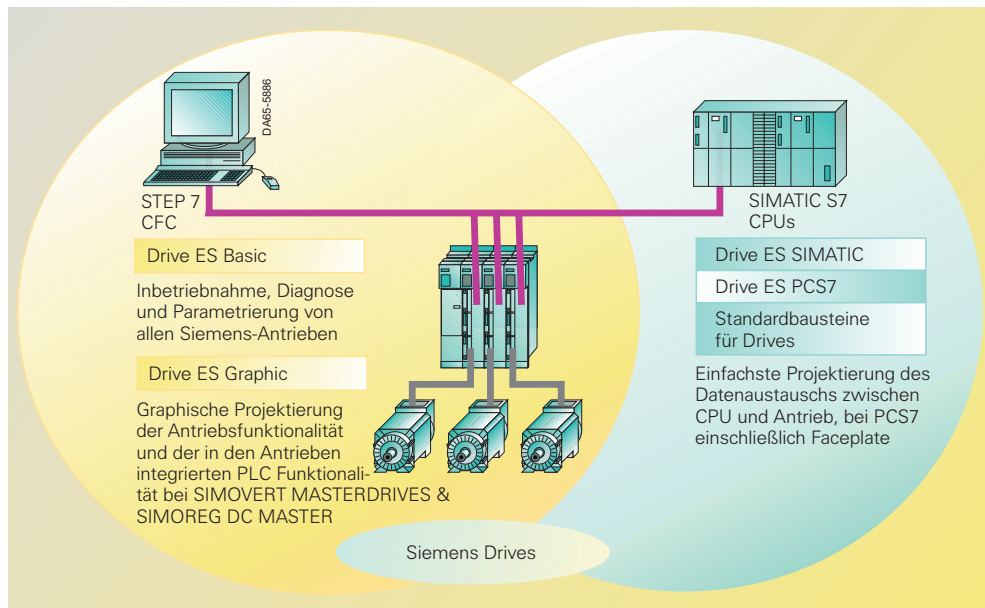 DA65-5886
STEP 7
CFC
Drive ES Basic
Inbetriebnahme, Diagnose
und Parametrierung von
allen Siemens-Antrieben
Drive ES Graphic
Graphische Projektierung
der Antriebsfunktionalität
und der in den Antrieben
integrierten PLC Funktionali-
tät bei SIMOVERT MASTERDRIVES &
SIMOREG DC MASTER
SIMATIC S7
CPUs
Drive ES SIMATIC
Drive ES PCS7
Standardbausteine
für Drives
Einfachste Projektierung des
Datenaustauschs zwischen
CPU und Antrieb, bei PCS7
einschließlich Faceplate
Siemens Drives